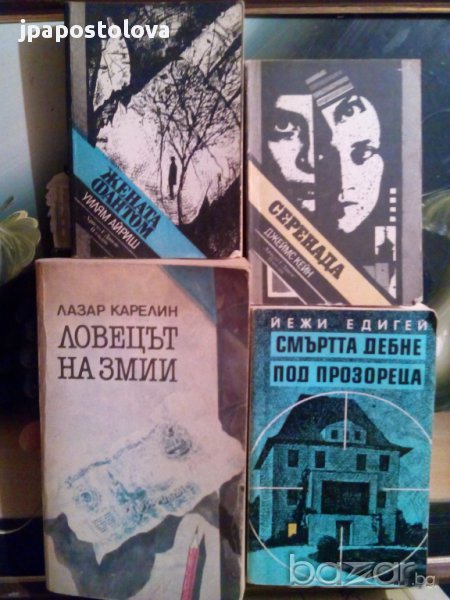 jpapostolova
ЖЕНАТА
ФАНТОМ
УИЛЯМ АЙРИШ
СЕРЕНАДА
ДЖЕЙМС КЕЙН
ЛАЗАР КАРЕЛИН
ЛОВЕЦЪТ
НА ЗМИИ
ЙЕЖИ ЕДИГЕЙ
СМЪРТТА ДЕБНЕ
ПОД ПРОЗОРЕЦА
bazar.bg